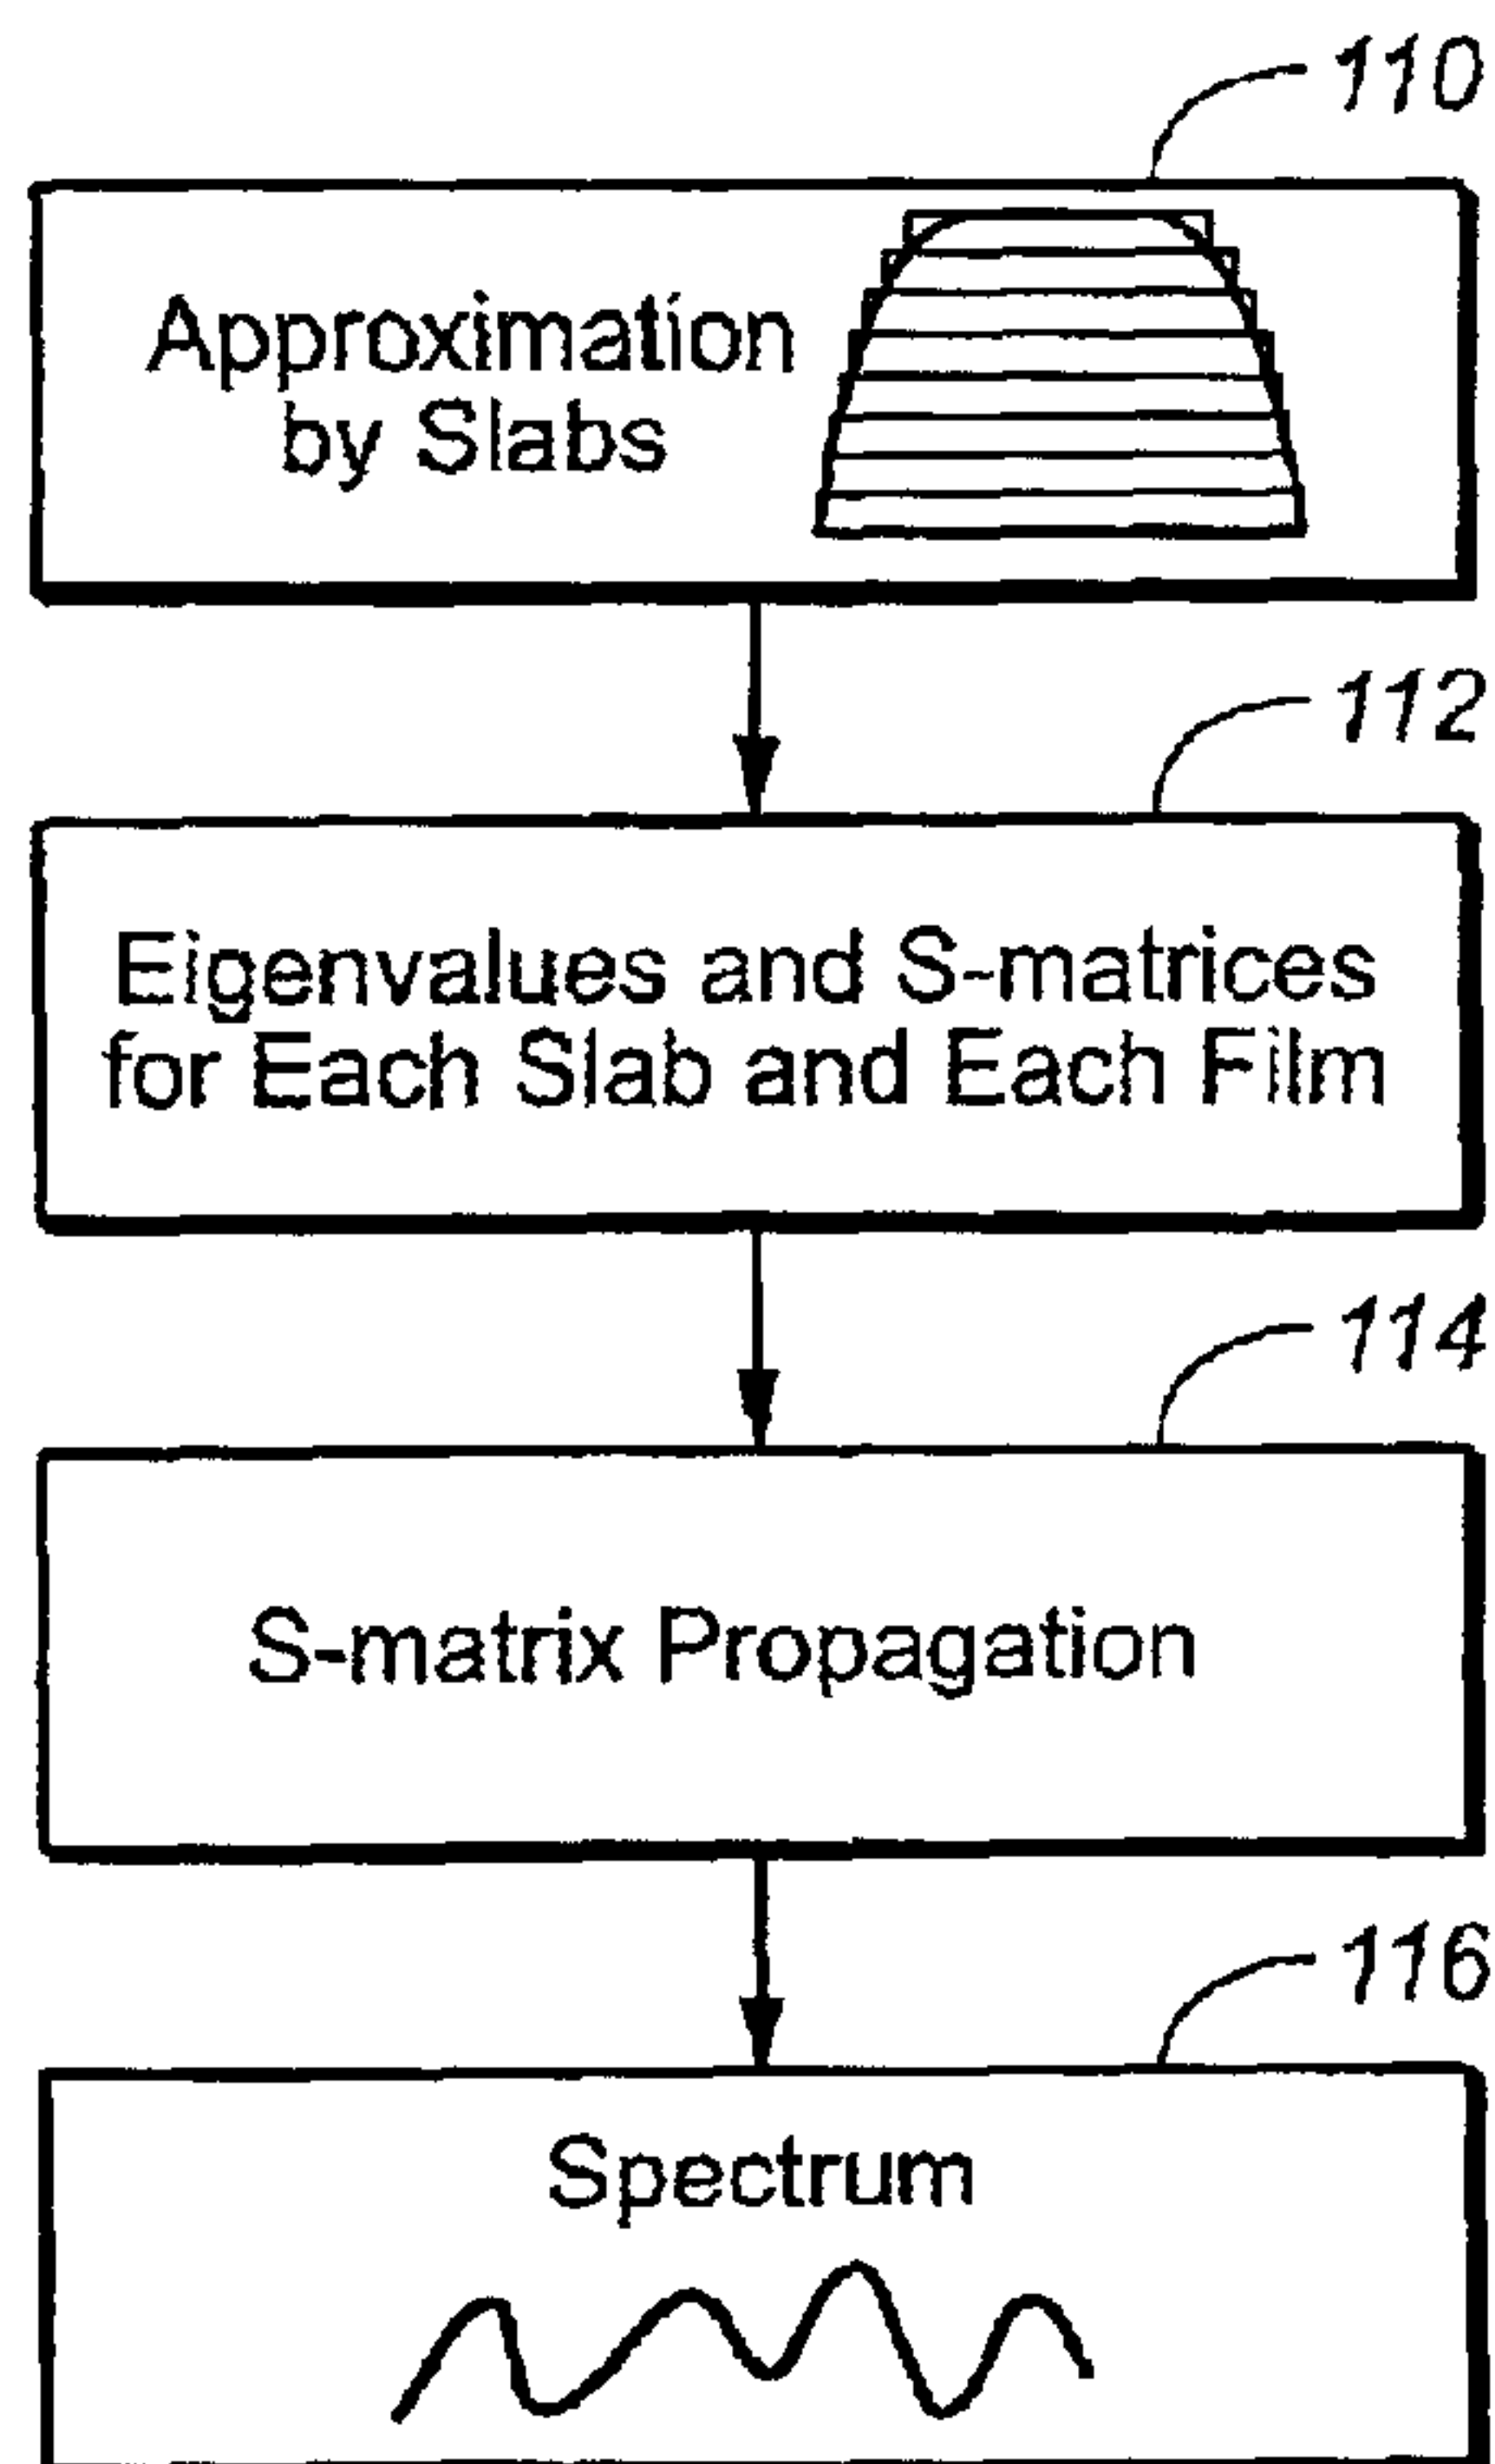 110
Approximation
by Slabs
112
Eigenvalues and S-matrices
for Each Slab and Each Film
114
S-matrix Propagation
116
Spectrum